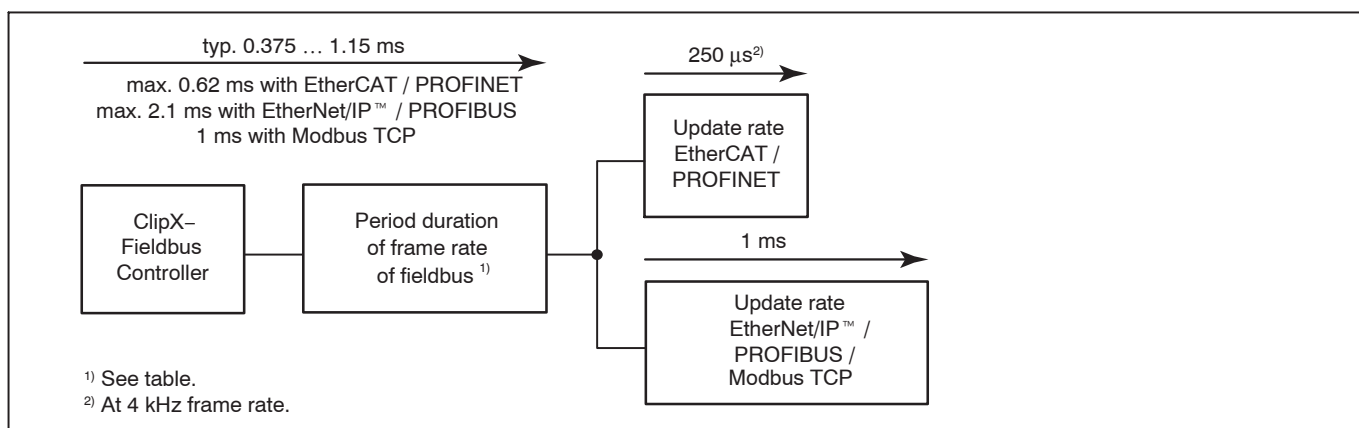 typ. 0.375 … 1.15 ms
max. 0.62 ms with EtherCAT / PROFINET
max. 2.1 ms with EtherNet/IP™ / PROFIBUS
1 ms with Modbus TCP
250 μs²⁾
Update rate
EtherCAT /
PROFINET
ClipX–
Fieldbus
Controller
Period duration
of frame rate
of fieldbus ¹⁾
1 ms
Update rate
EtherNet/IP™ /
PROFIBUS /
Modbus TCP
¹⁾ See table.
²⁾ At 4 kHz frame rate.